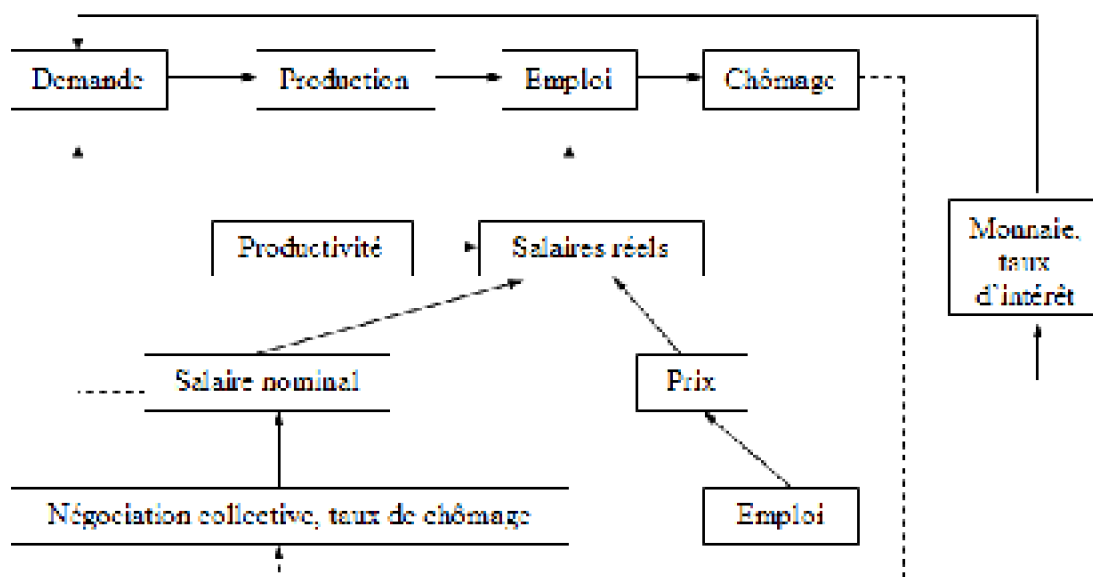 Demande
Production
Emploi
Chômage
Productivité
Salaires réels
Monnaie,
taux
d'intérêt
Salaire nominal
Prix
Négociation collective, taux de chômage
Emploi